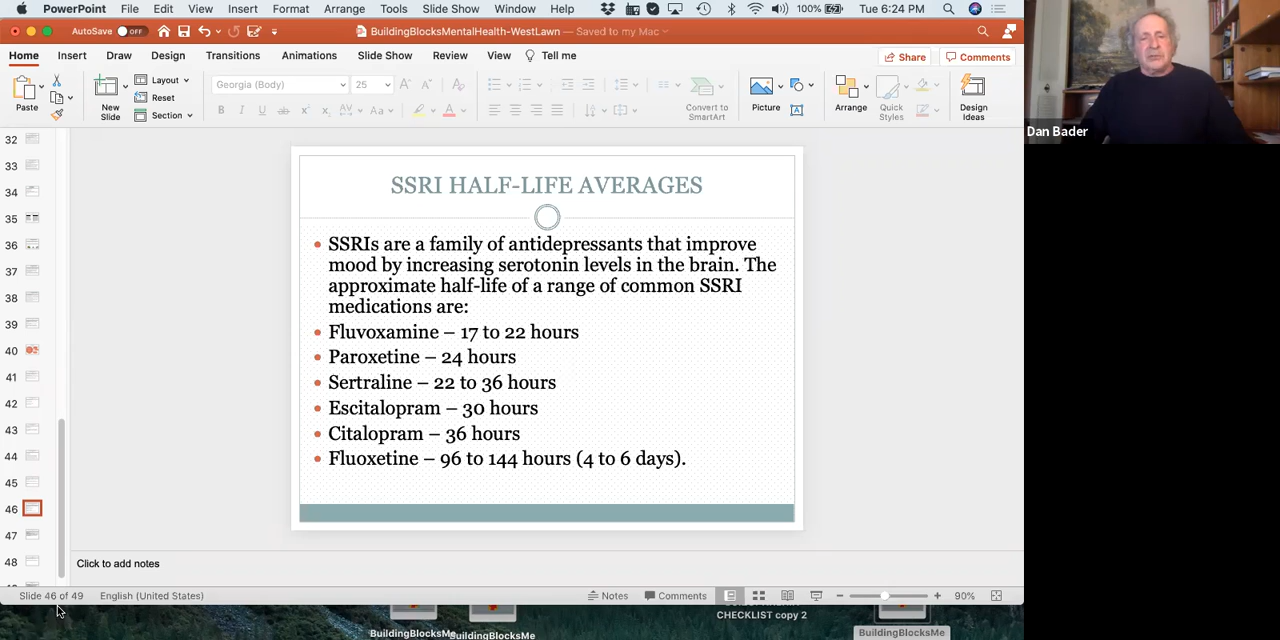 PowerPoint File Edit View Insert Format Arrange Tools Slide Show Window Help 100% Tue 6:24 PM
AutoSave OFF BuildingBlocksMentalHealth-WestLawn — Saved to my Mac
Home Insert Draw Design Transitions Animations Slide Show Review View Tell me Share Comments
Paste
New Slide
Layout
Reset
Section
Georgia (Body) 25
Convert to SmartArt
Picture
Arrange
Quick Styles
Design Ideas
Dan Bader
32
33
34
35
36
37
38
39
40
41
42
43
44
45
46
47
48
SSRI HALF-LIFE AVERAGES
SSRIs are a family of antidepressants that improve
mood by increasing serotonin levels in the brain. The
approximate half-life of a range of common SSRI
medications are:
Fluvoxamine – 17 to 22 hours
Paroxetine – 24 hours
Sertraline – 22 to 36 hours
Escitalopram – 30 hours
Citalopram – 36 hours
Fluoxetine – 96 to 144 hours (4 to 6 days).
Click to add notes
Slide 46 of 49 English (United States) Notes Comments 90%
CHECKLIST copy 2
BuildingBlocksMe
BuildingBlocksMe
BuildingBlocksMe